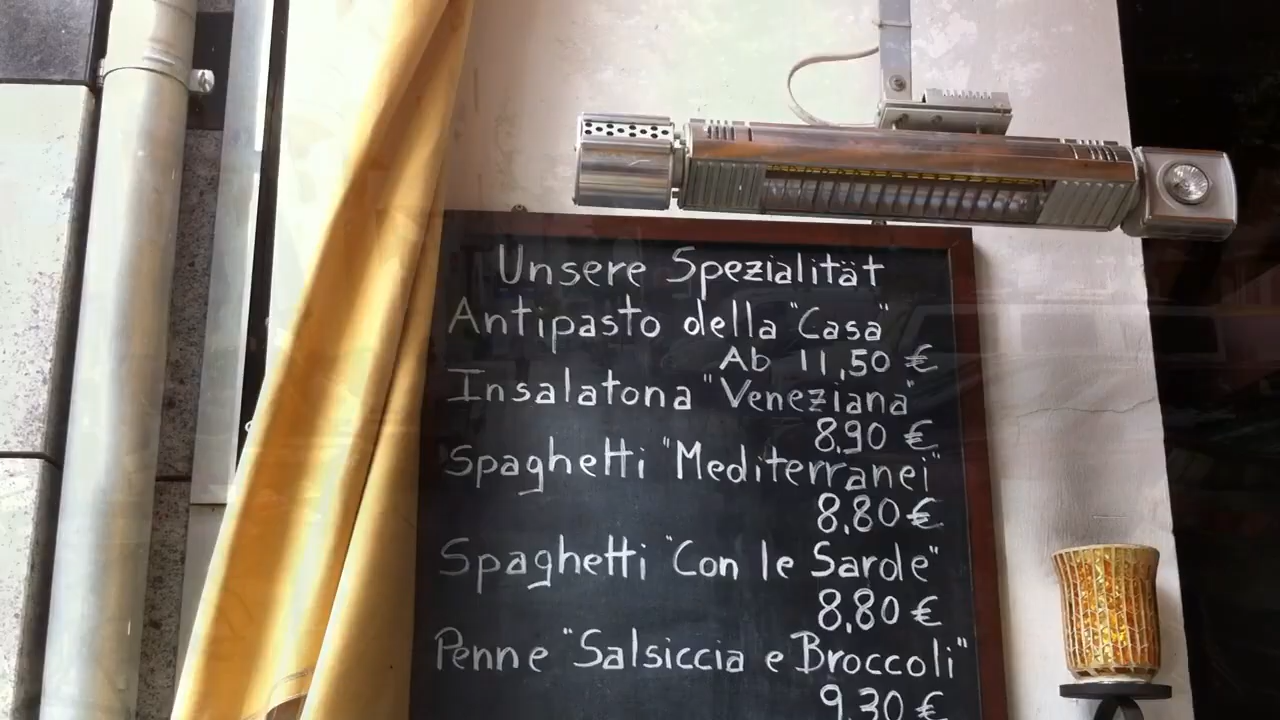 Unsere Spezialität
Antipasto della "Casa"
Ab 11,50 €
Insalatona "Veneziana"
8,90 €
Spaghetti "Mediterranei"
8,80 €
Spaghetti "Con le Sarde"
8,80 €
Penne "Salsiccia e Broccoli"
9,30 €